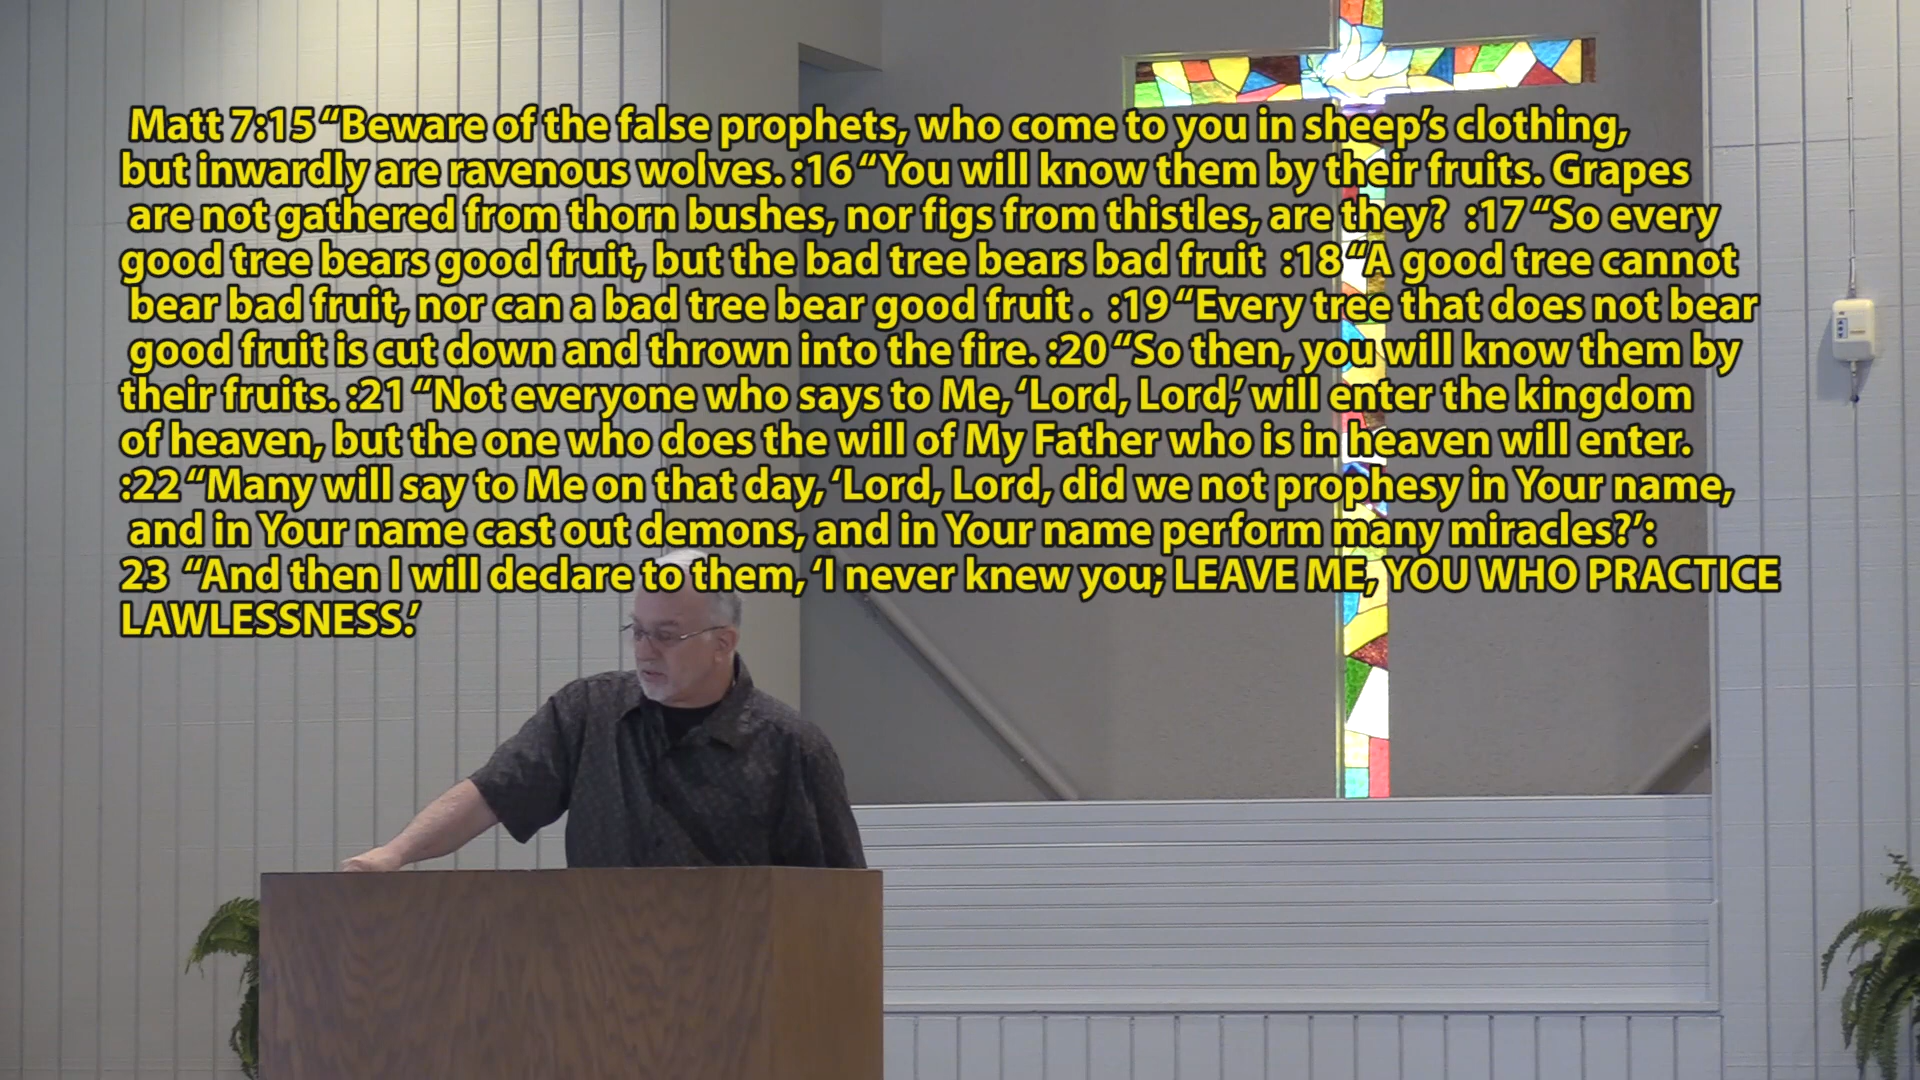 Matt 7:15 “Beware of the false prophets, who come to you in sheep’s clothing,
but inwardly are ravenous wolves. :16 “You will know them by their fruits. Grapes
are not gathered from thorn bushes, nor figs from thistles, are they? :17 “So every
good tree bears good fruit, but the bad tree bears bad fruit :18 “A good tree cannot
bear bad fruit, nor can a bad tree bear good fruit . :19 “Every tree that does not bear
good fruit is cut down and thrown into the fire. :20 “So then, you will know them by
their fruits. :21 “Not everyone who says to Me, ‘Lord, Lord,’ will enter the kingdom
of heaven, but the one who does the will of My Father who is in heaven will enter.
:22 “Many will say to Me on that day, ‘Lord, Lord, did we not prophesy in Your name,
and in Your name cast out demons, and in Your name perform many miracles?’:
23 “And then I will declare to them, ‘I never knew you; LEAVE ME, YOU WHO PRACTICE
LAWLESSNESS.’